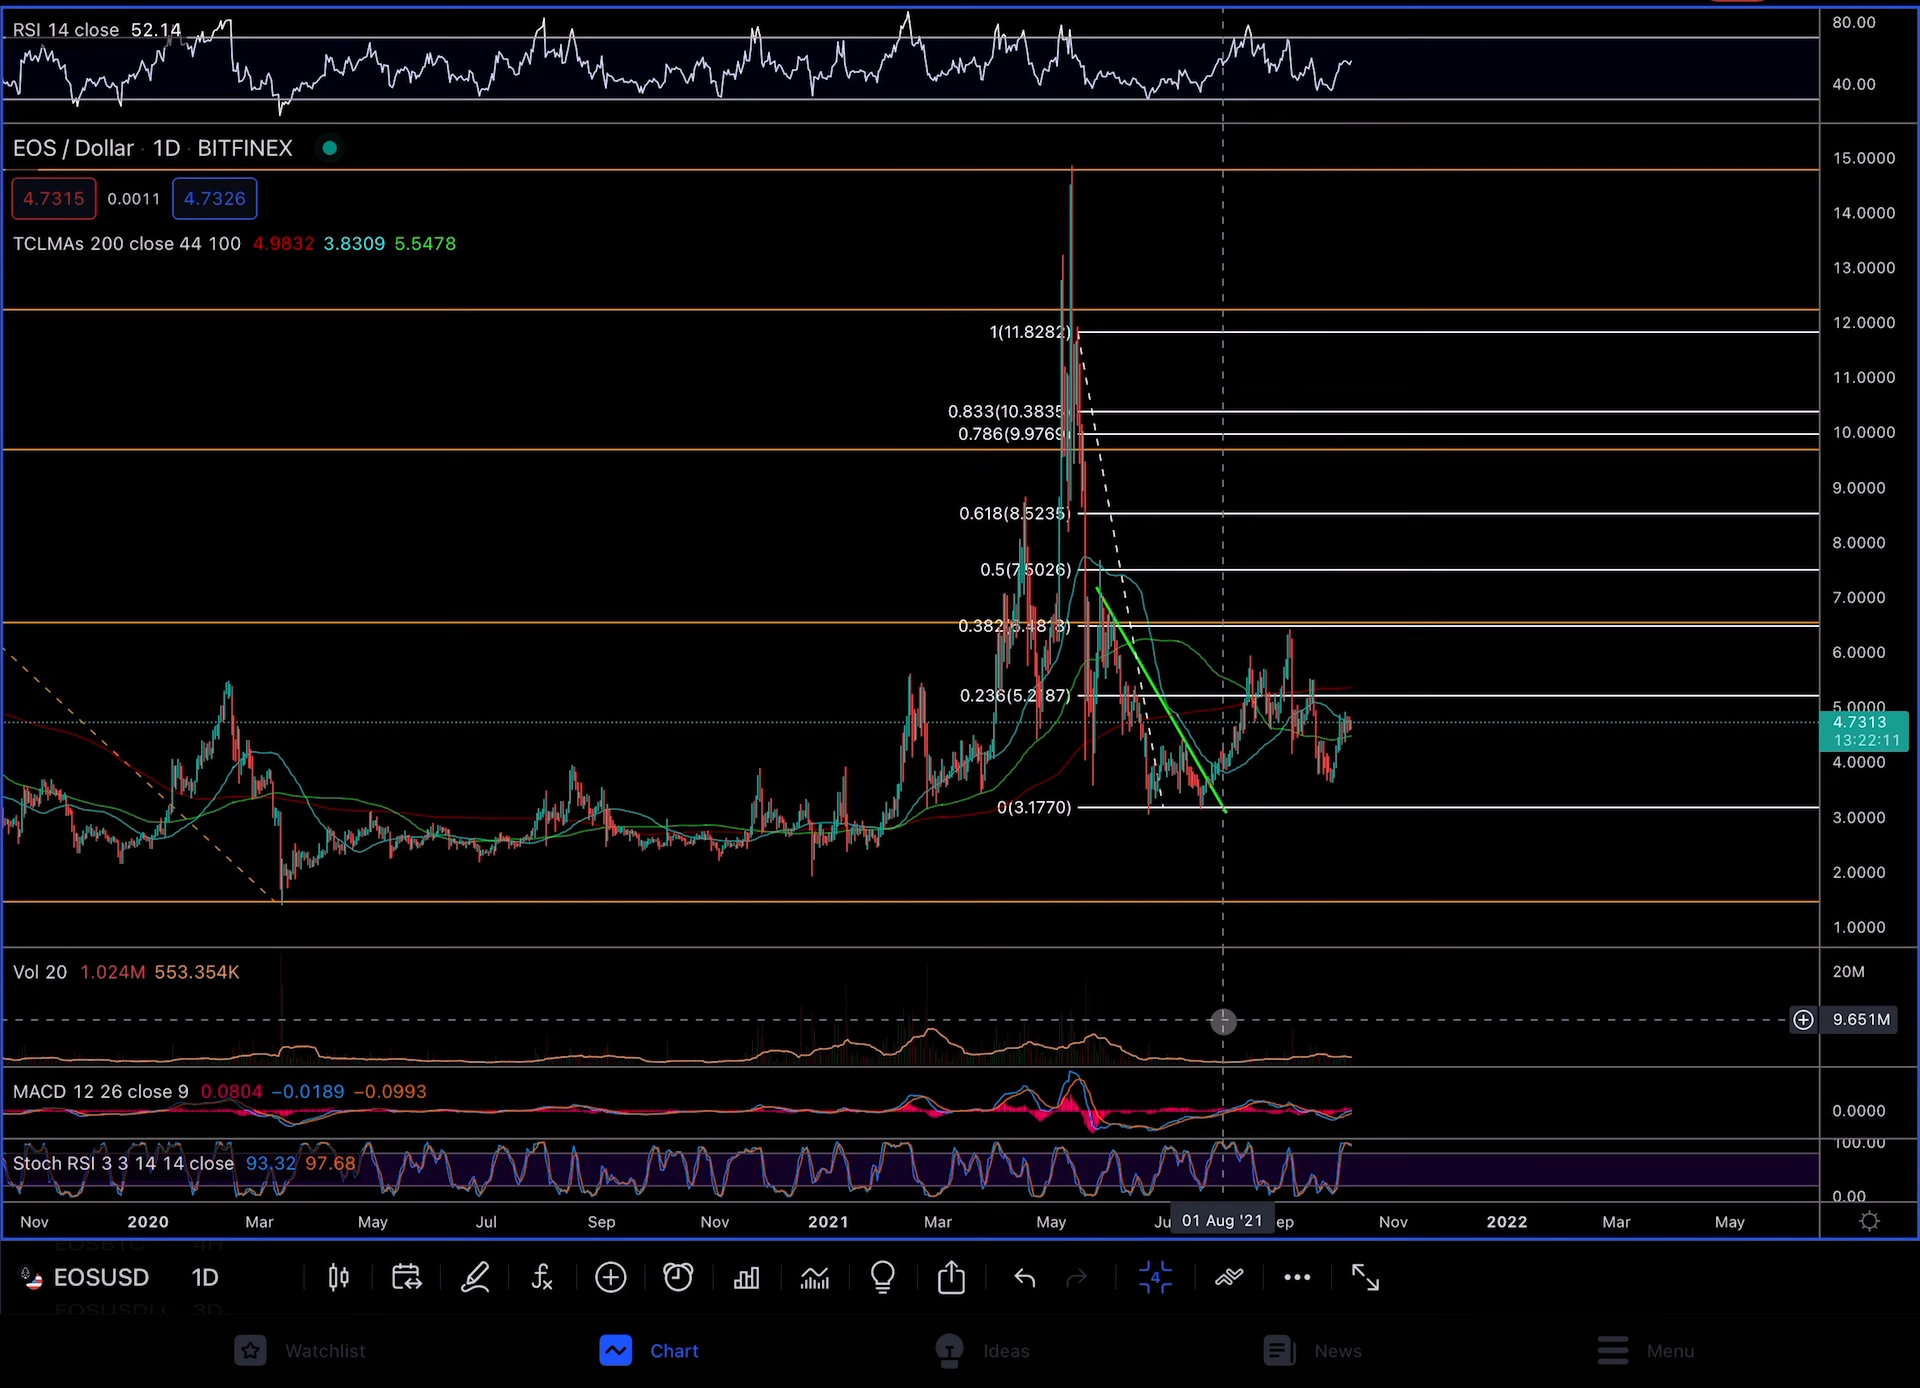 RSI 14 close 52.14
80.00
40.00
EOS / Dollar · 1D · BITFINEX
4.7315 0.0011 4.7326
TCLMAs 200 close 44 100 4.9832 3.8309 5.5478
15.0000
14.0000
13.0000
12.0000
11.0000
10.0000
9.0000
8.0000
7.0000
6.0000
5.0000
4.7313
13:22:11
4.0000
3.0000
2.0000
1.0000
1(11.8282)
0.833(10.3835)
0.786(9.9769)
0.618(8.5235)
0.5(7.5026)
0.236(5.2187)
0(3.1770)
Vol 20 1.024M 553.354K
20M
9.651M
MACD 12 26 close 9 0.0804 −0.0189 −0.0993
0.0000
Stoch RSI 3 3 14 14 close 93.32 97.68
100.00
0.00
Nov 2020 Mar May Jul Sep Nov 2021 Mar May Ju 01 Aug '21 ep Nov 2022 Mar May
EOSBTC 4H
EOSUSD 1D
4
3D
Watchlist Chart Ideas News Menu